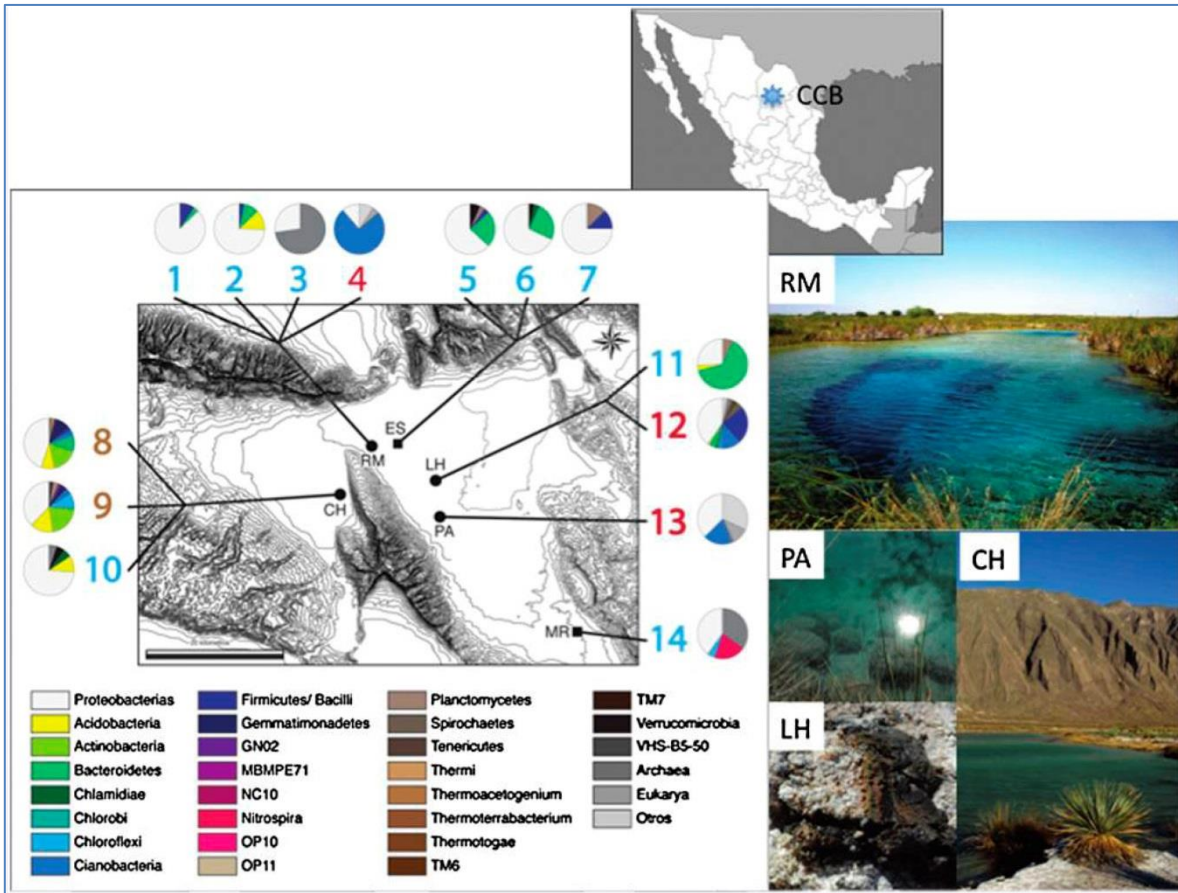 CCB
1 2 3 4 5 6 7
RM
11
12
8
ES
RM
LH
9
CH
PA
13
10
PA
CH
MR
14
LH
Proteobacterias
Acidobacteria
Actinobacteria
Bacteroidetes
Chlamidiae
Chlorobi
Chloroflexi
Cianobacteria
Firmicutes/ Bacilli
Gemmatimonadetes
GN02
MBMPE71
NC10
Nitrospira
OP10
OP11
Planctomycetes
Spirochaetes
Tenericutes
Thermi
Thermoacetogenium
Thermoterrabacterium
Thermotogae
TM6
TM7
Verrucomicrobia
VHS-B5-50
Archaea
Eukarya
Otros